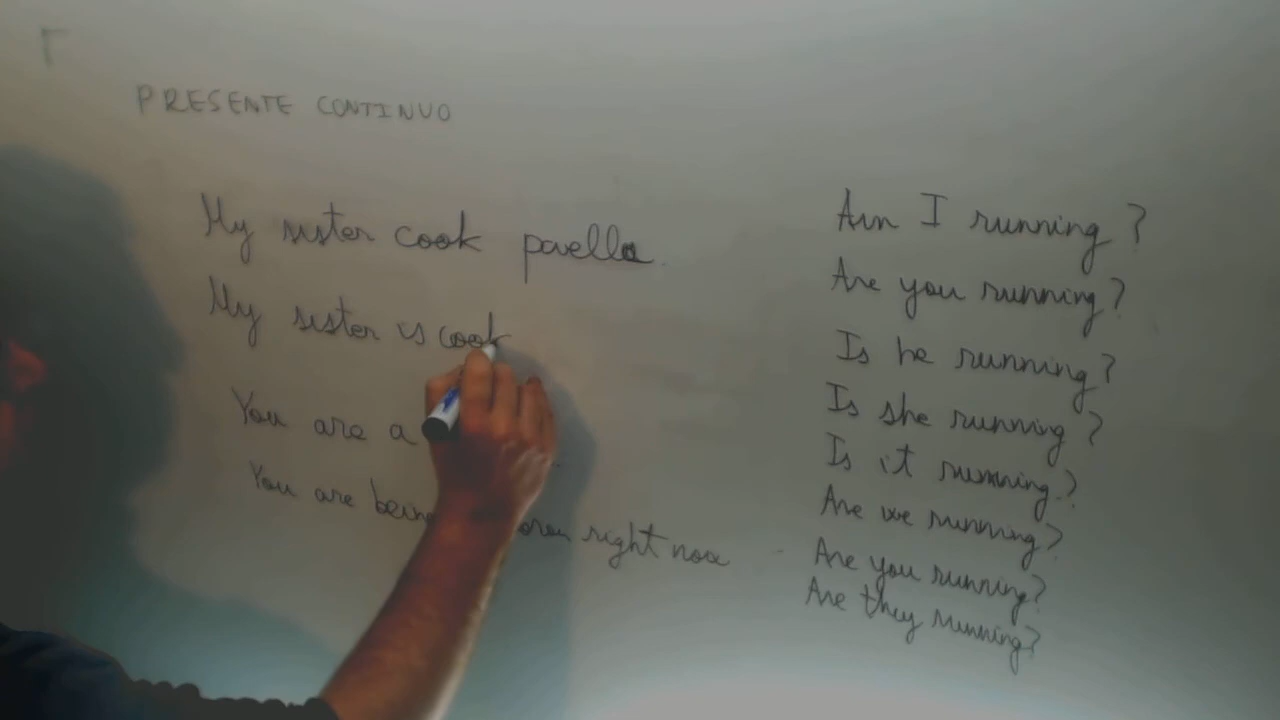 PRESENTE CONTINUO
My sister cook paella.
My sister is cook
You are a
You are being right now
Am I running?
Are you running?
Is he running?
Is she running?
Is it running?
Are we running?
Are you running?
Are they running?